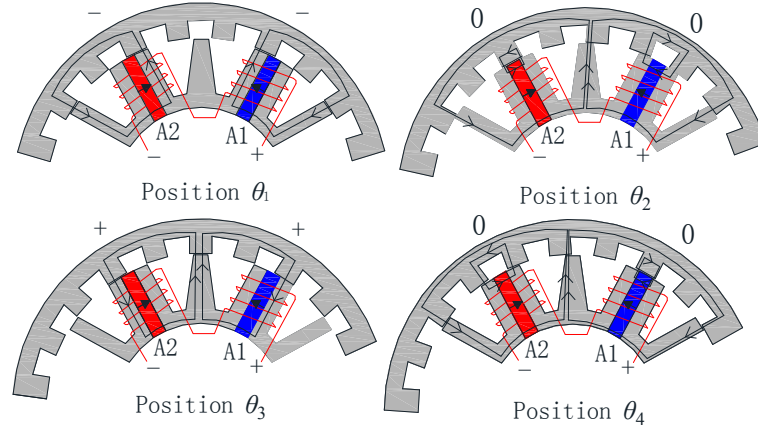 − −
A2 A1
− +
Position θ₁
0 0
A2 A1
− +
Position θ₂
+ +
A2 A1
− +
Position θ₃
0 0
A2 A1
− +
Position θ₄